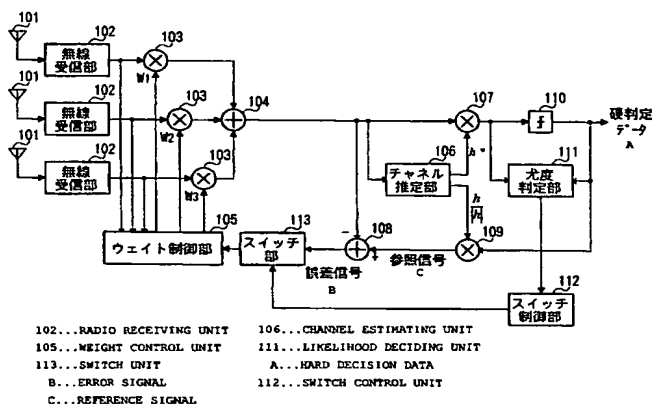 101
102
103
無線
受信部
W1
101
102
103
104
107
110
無線
受信部
W2
硬判定
データ
A
101
102
103
106
h*
111
無線
受信部
W3
チャネル
推定部
尤度
判定部
h
|h|
105
113
108
109
ウェイト制御部
スイッチ
部
-
+
誤差信号
B
参照信号
C
112
スイッチ
制御部
102...RADIO RECEIVING UNIT
105...WEIGHT CONTROL UNIT
113...SWITCH UNIT
B...ERROR SIGNAL
C...REFERENCE SIGNAL
106...CHANNEL ESTIMATING UNIT
111...LIKELIHOOD DECIDING UNIT
A...HARD DECISION DATA
112...SWITCH CONTROL UNIT